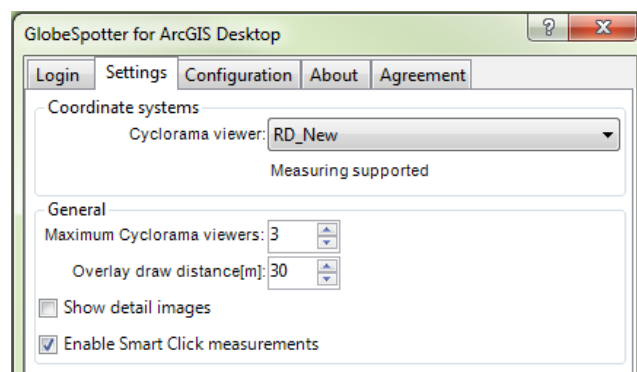 GlobeSpotter for ArcGIS Desktop
? X
Login Settings Configuration About Agreement
Coordinate systems
Cyclorama viewer: RD_New
Measuring supported
General
Maximum Cyclorama viewers: 3
Overlay draw distance[m]: 30
Show detail images
Enable Smart Click measurements